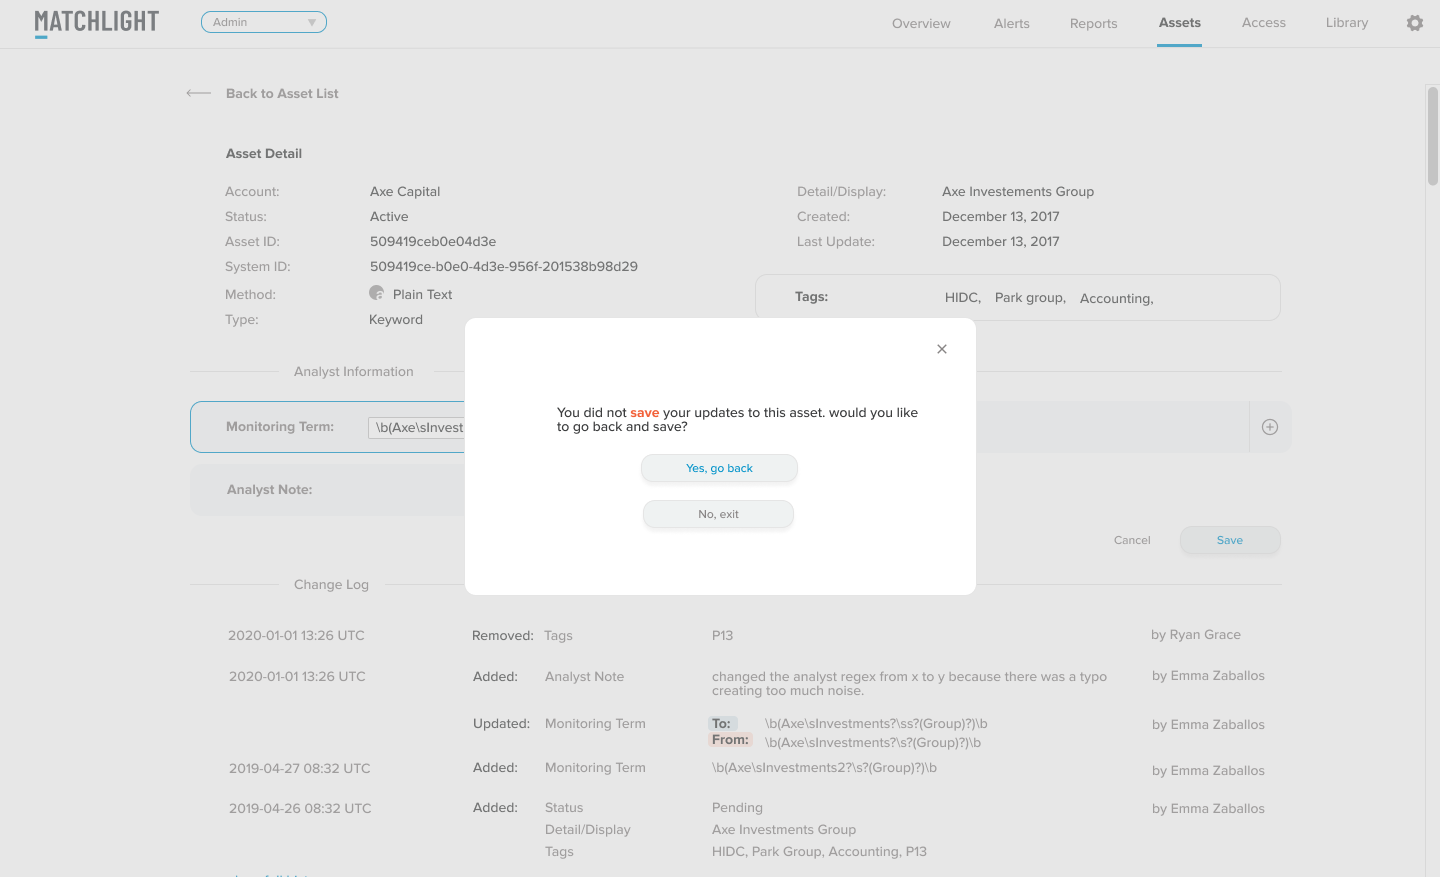 MATCHLIGHT
Admin
Overview
Alerts
Reports
Assets
Access
Library
Back to Asset List
Asset Detail
Account: Axe Capital
Status: Active
Asset ID: 509419ceb0e04d3e
System ID: 509419ce-b0e0-4d3e-956f-201538b98d29
Method: Plain Text
Type: Keyword
Detail/Display: Axe Investements Group
Created: December 13, 2017
Last Update: December 13, 2017
Tags: HIDC, Park group, Accounting,
Analyst Information
Monitoring Term: \b(Axe\sInvest
Analyst Note:
You did not save your updates to this asset. would you like
to go back and save?
Yes, go back
No, exit
Cancel
Save
Change Log
2020-01-01 13:26 UTC Removed: Tags P13 by Ryan Grace
2020-01-01 13:26 UTC Added: Analyst Note changed the analyst regex from x to y because there was a typo by Emma Zaballos
creating too much noise.
Updated: Monitoring Term To: \b(Axe\sInvestments?\ss?(Group)?)\b by Emma Zaballos
From: \b(Axe\sInvestments?\s?(Group)?)\b
2019-04-27 08:32 UTC Added: Monitoring Term \b(Axe\sInvestments2?\s?(Group)?)\b by Emma Zaballos
2019-04-26 08:32 UTC Added: Status Pending by Emma Zaballos
Detail/Display Axe Investments Group
Tags HIDC, Park Group, Accounting, P13